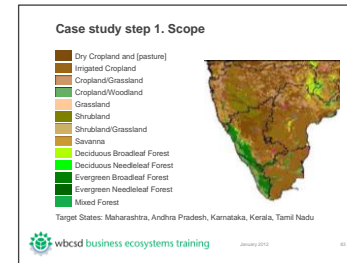 Case study step 1. Scope
Dry Cropland and [pasture]
Irrigated Cropland
Cropland/Grassland
Cropland/Woodland
Grassland
Shrubland
Shrubland/Grassland
Savanna
Deciduous Broadleaf Forest
Deciduous Needleleaf Forest
Evergreen Broadleaf Forest
Evergreen Needleleaf Forest
Mixed Forest
Target States: Maharashtra, Andhra Pradesh, Karnataka, Kerala, Tamil Nadu
wbcsd business ecosystems training
January 2012